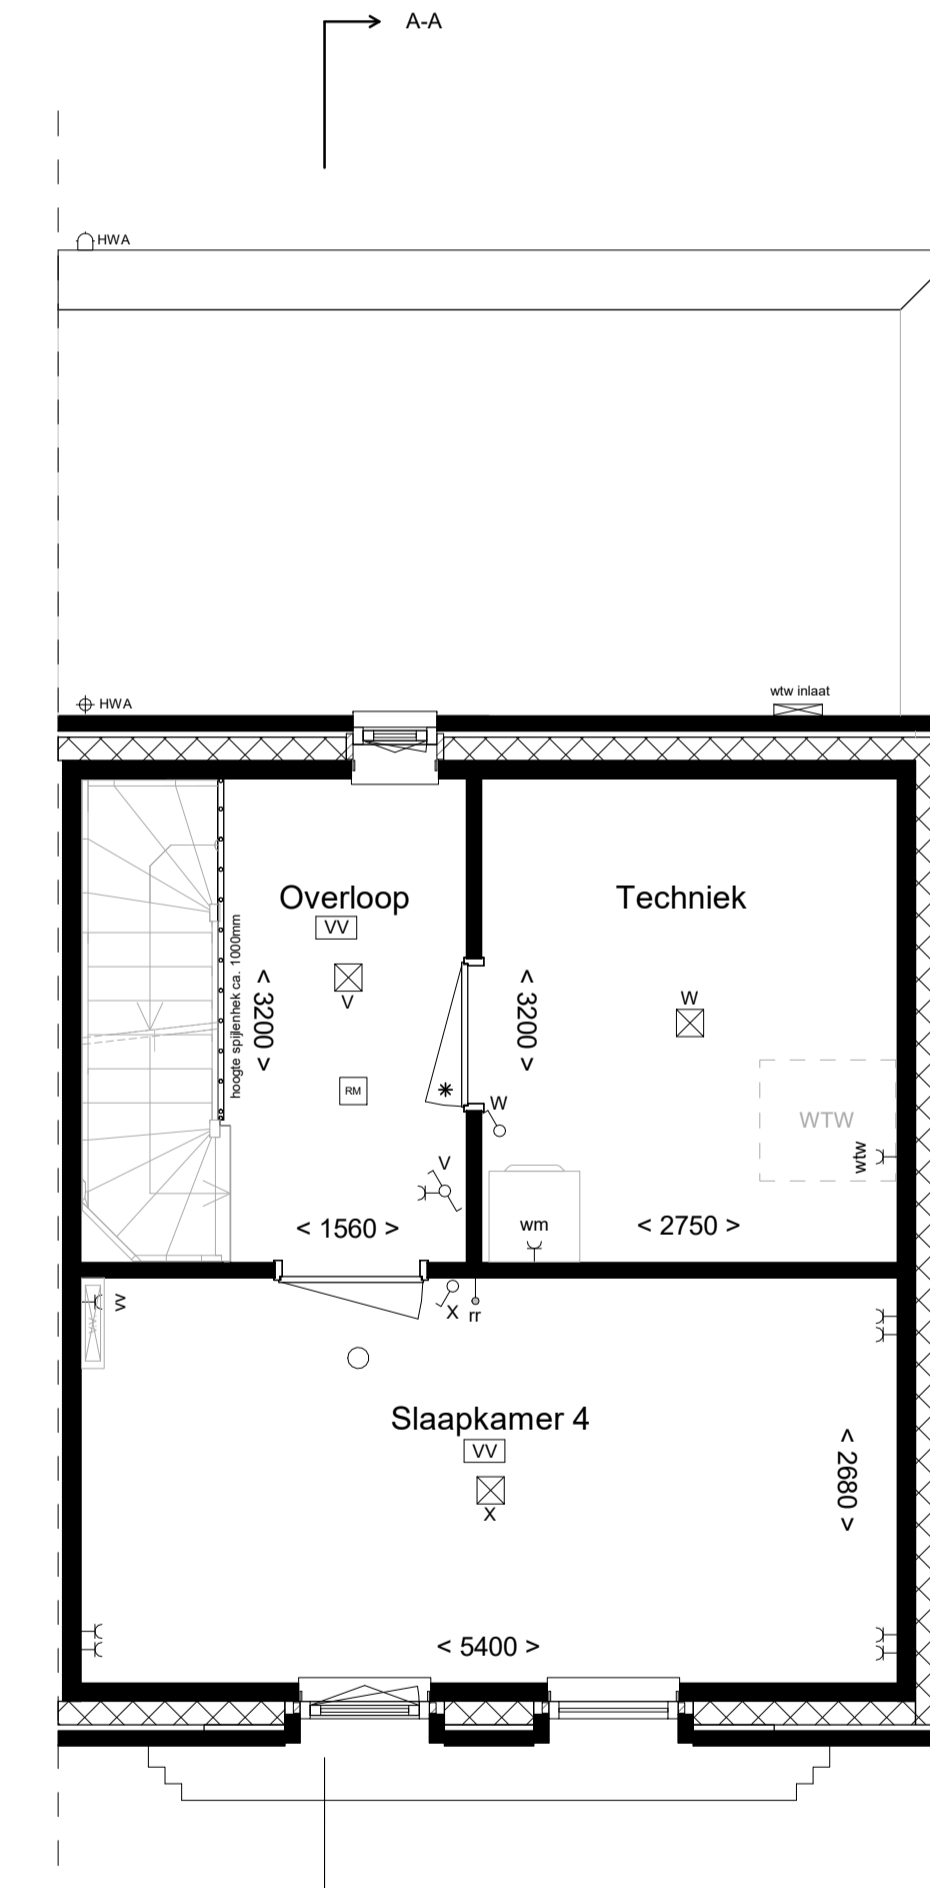 A-A
HWA
HWA
wtw inlaat
Overloop
VV
V
hoogte spijlenhek ca. 1000mm
< 3200 >
RM
V
< 1560 >
Techniek
< 3200 >
W
W
WTW
wtw
wm
< 2750 >
vv
X
rr
Slaapkamer 4
VV
X
< 2680 >
< 5400 >